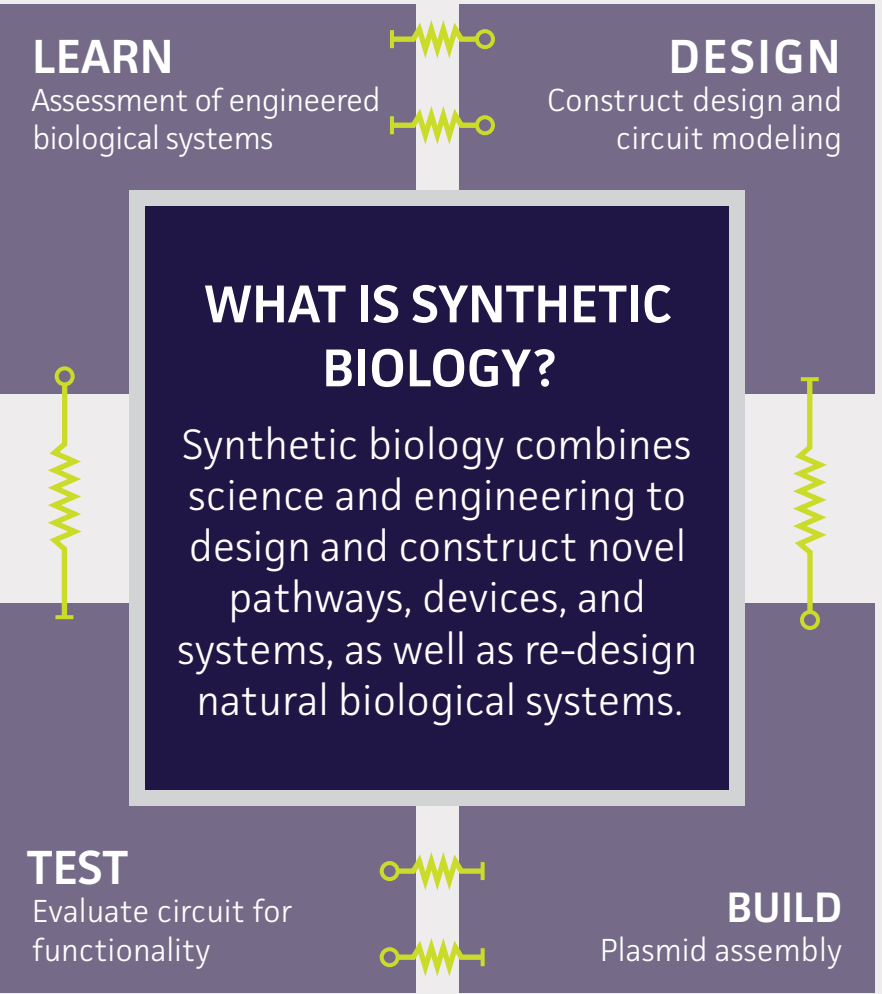 LEARN
Assessment of engineered
biological systems
DESIGN
Construct design and
circuit modeling
WHAT IS SYNTHETIC
BIOLOGY?
Synthetic biology combines
science and engineering to
design and construct novel
pathways, devices, and
systems, as well as re-design
natural biological systems.
TEST
Evaluate circuit for
functionality
BUILD
Plasmid assembly